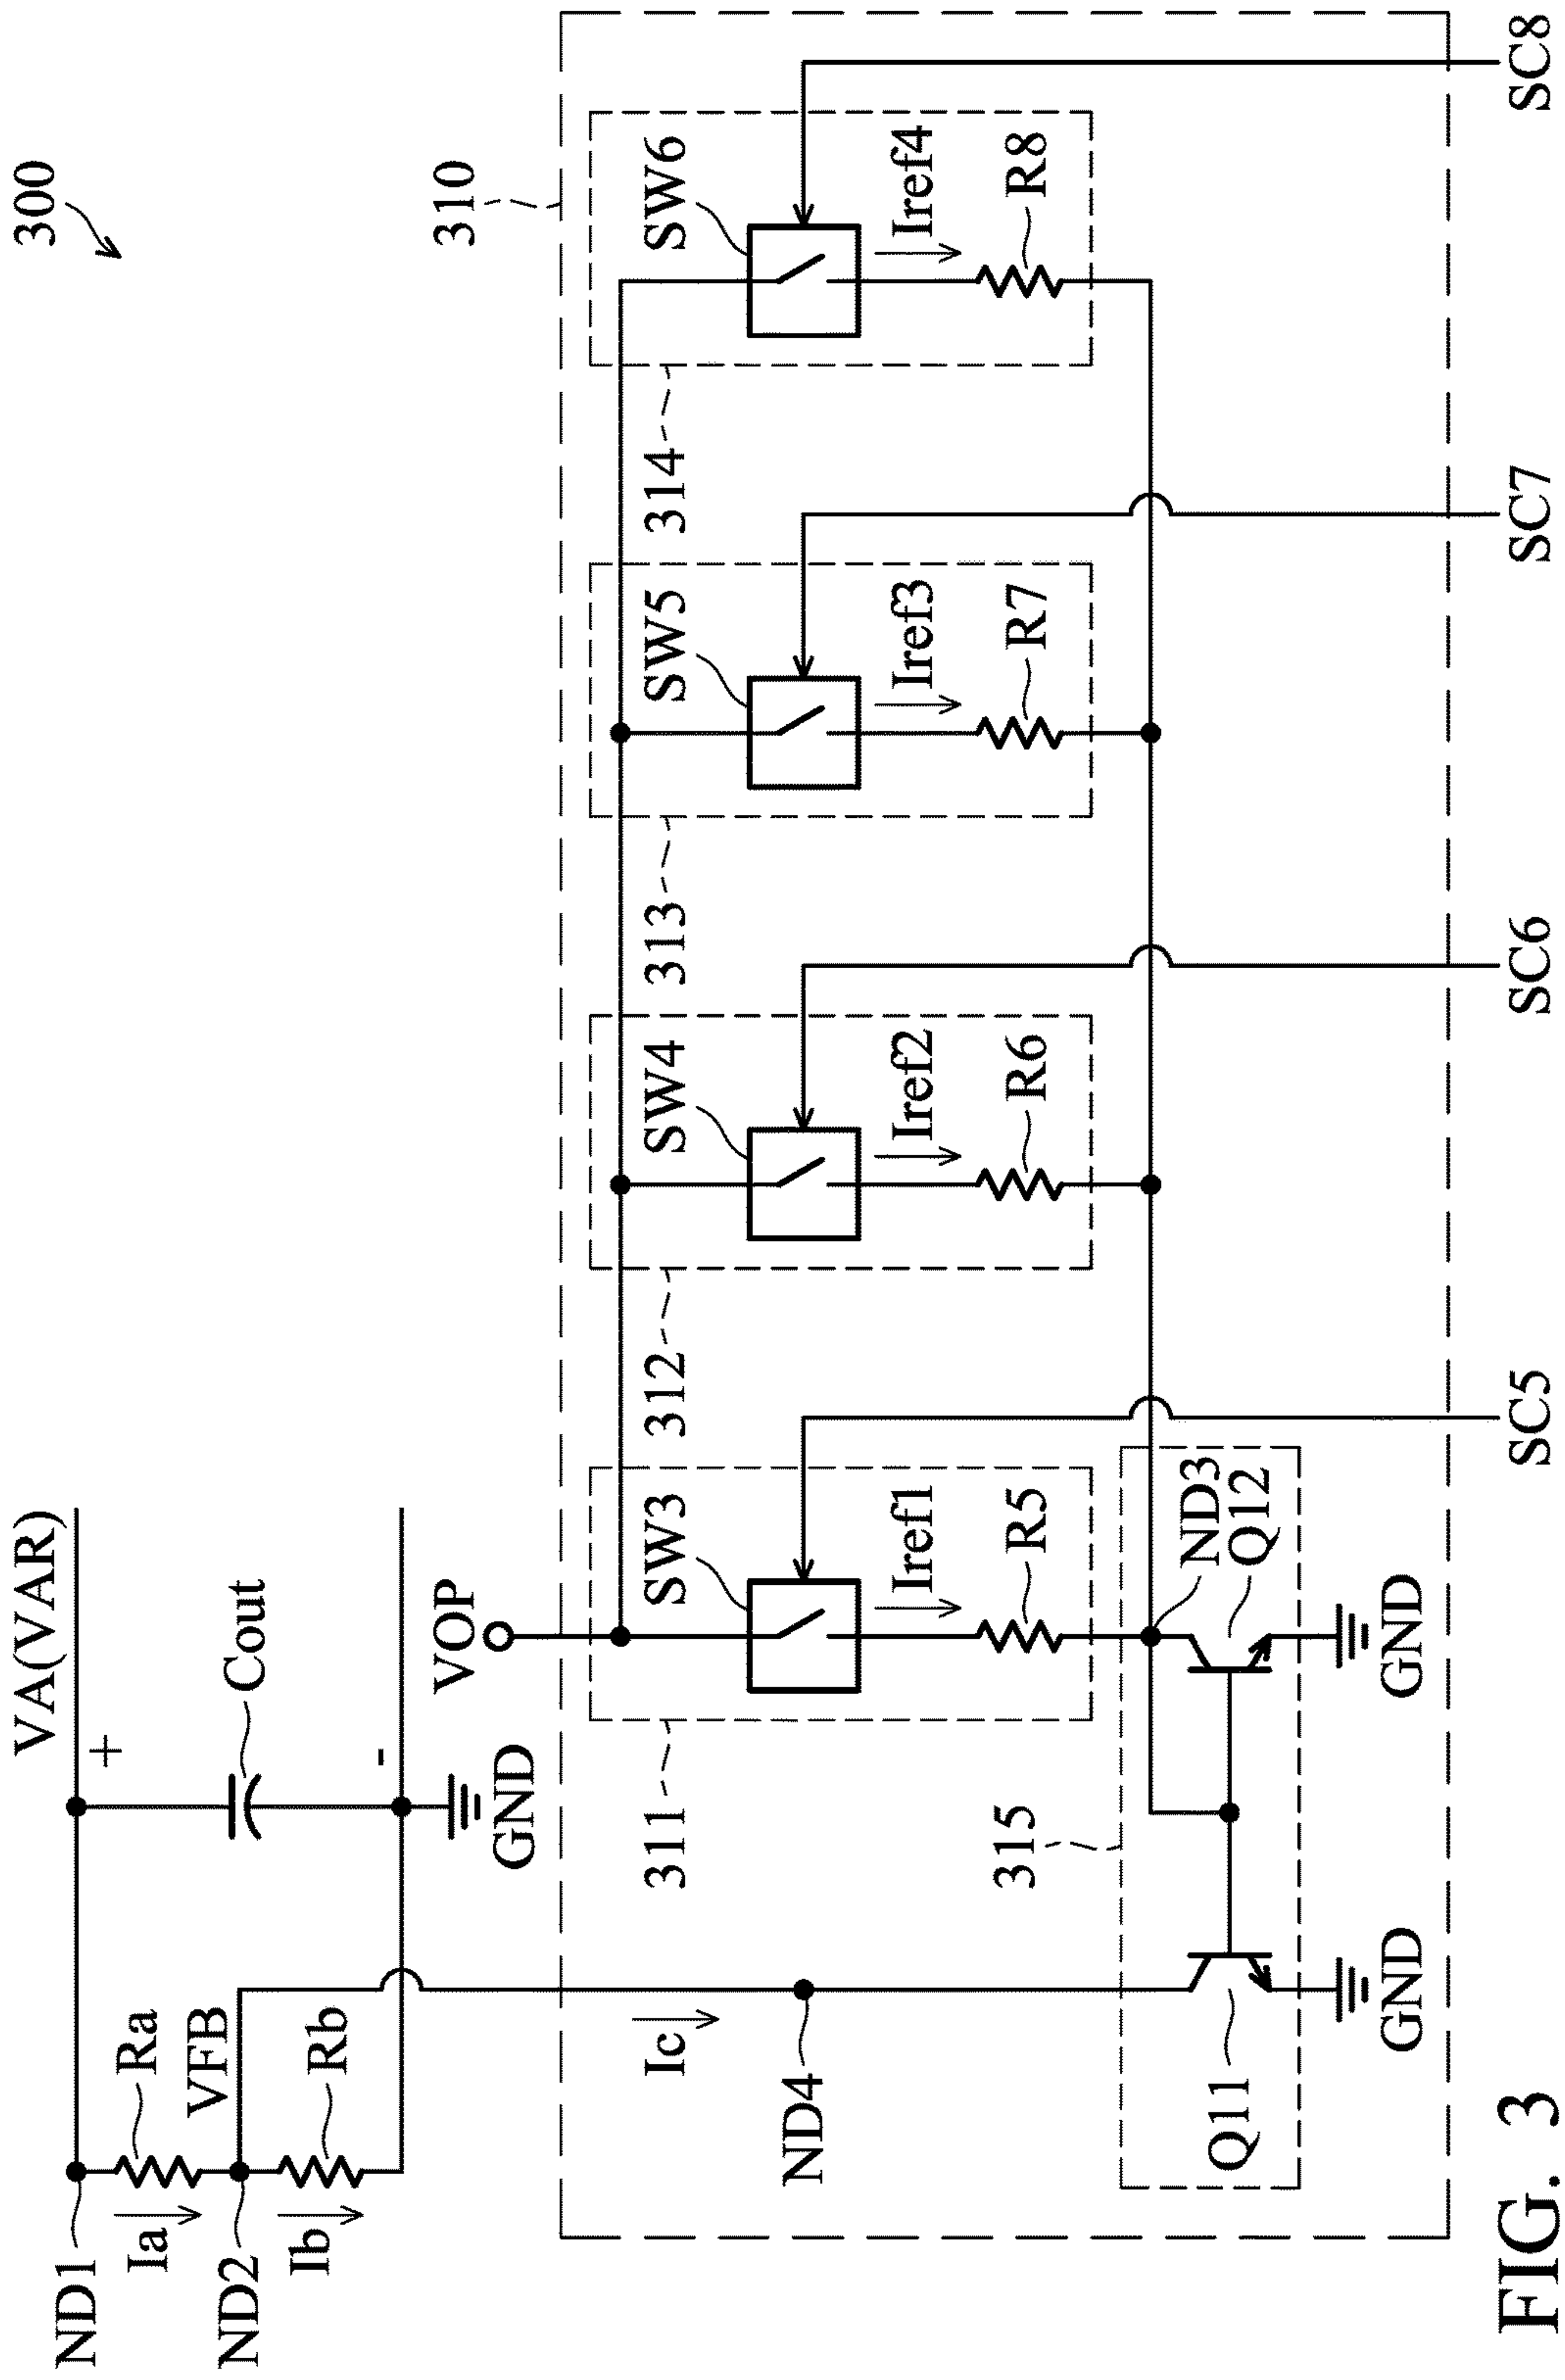 300
VA(VAR)
ND1
+
Ia
Ra
Cout
VFB
ND2
Ib
Rb
-
GND
VOP
310
311
SW3
312
SW4
313
SW5
314
SW6
Ic
ND4
Iref1
Iref2
Iref3
Iref4
R5
R6
R7
R8
315
ND3
Q11
Q12
GND
GND
SC5
SC6
SC7
SC8
FIG. 3